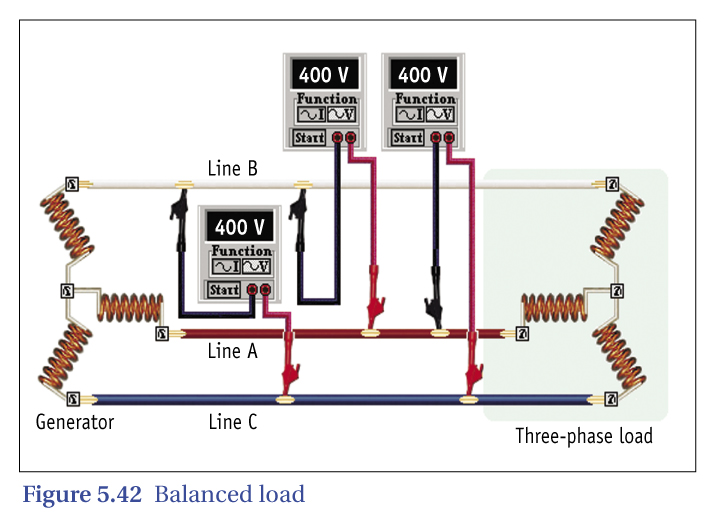 400 V
Function
I V
Start
400 V
Function
I V
Start
Line B
400 V
Function
I V
Start
Line A
Generator
Line C
Three-phase load
Figure 5.42 Balanced load